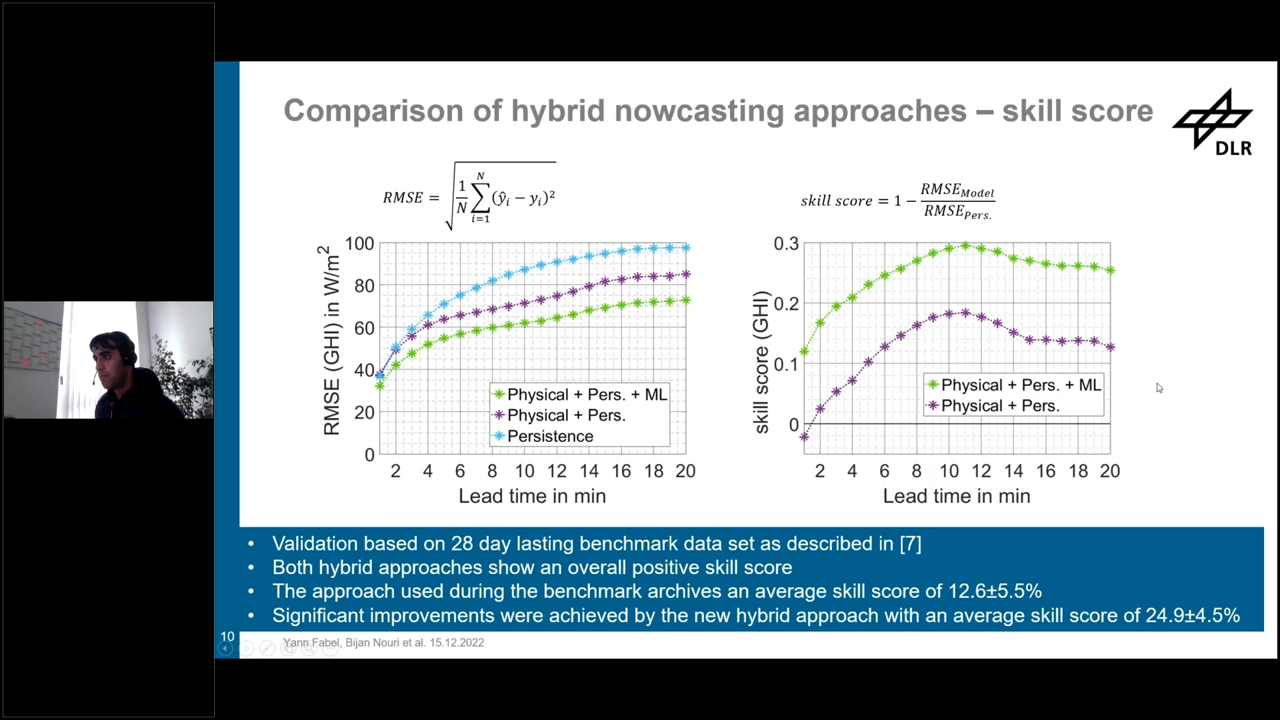 Comparison of hybrid nowcasting approaches – skill score
DLR
RMSE = √(1/N ∑ᵢ₌₁ᴺ (ŷᵢ − yᵢ)²)
skill score = 1 − RMSE_Model / RMSE_Pers.
100
80
60
40
20
0
RMSE (GHI) in W/m²
Physical + Pers. + ML
Physical + Pers.
Persistence
2 4 6 8 10 12 14 16 18 20
Lead time in min
0.3
0.2
0.1
0
skill score (GHI)
Physical + Pers. + ML
Physical + Pers.
2 4 6 8 10 12 14 16 18 20
Lead time in min
• Validation based on 28 day lasting benchmark data set as described in [7]
• Both hybrid approaches show an overall positive skill score
• The approach used during the benchmark archives an average skill score of 12.6±5.5%
• Significant improvements were achieved by the new hybrid approach with an average skill score of 24.9±4.5%
10
Yann Fabel, Bijan Nouri et al. 15.12.2022